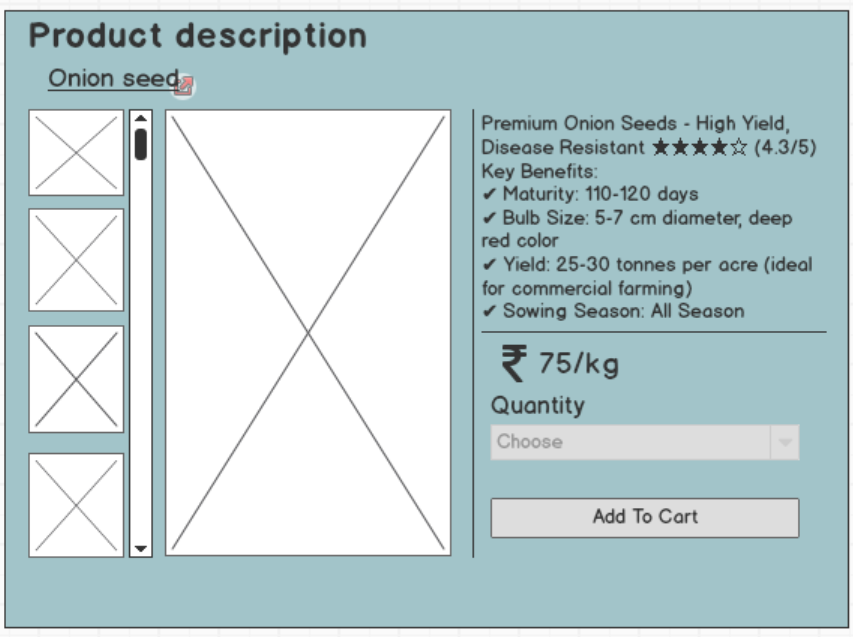 Product description
Onion seed
Premium Onion Seeds - High Yield,
Disease Resistant ★★★★☆ (4.3/5)
Key Benefits:
✔ Maturity: 110-120 days
✔ Bulb Size: 5-7 cm diameter, deep
red color
✔ Yield: 25-30 tonnes per acre (ideal
for commercial farming)
✔ Sowing Season: All Season
₹ 75/kg
Quantity
Choose
Add To Cart